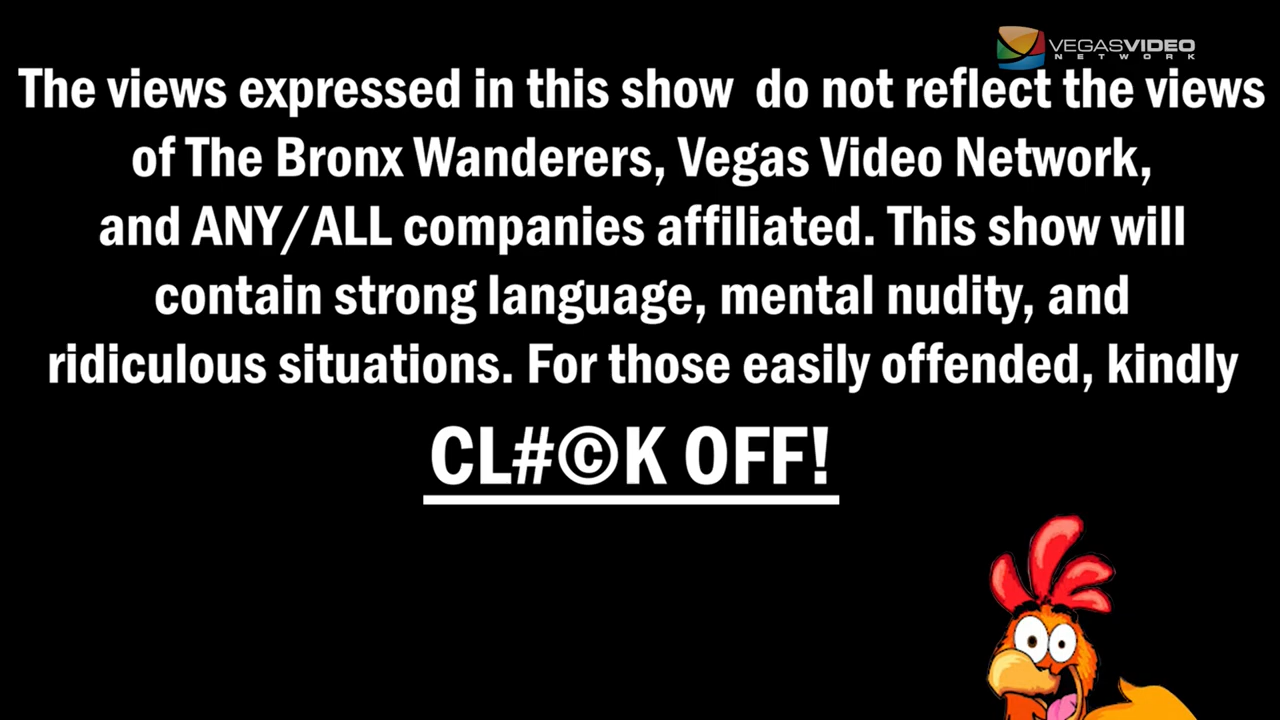 VEGASVIDEO
NETWORK
The views expressed in this show do not reflect the views
of The Bronx Wanderers, Vegas Video Network,
and ANY/ALL companies affiliated. This show will
contain strong language, mental nudity, and
ridiculous situations. For those easily offended, kindly
CL#©K OFF!